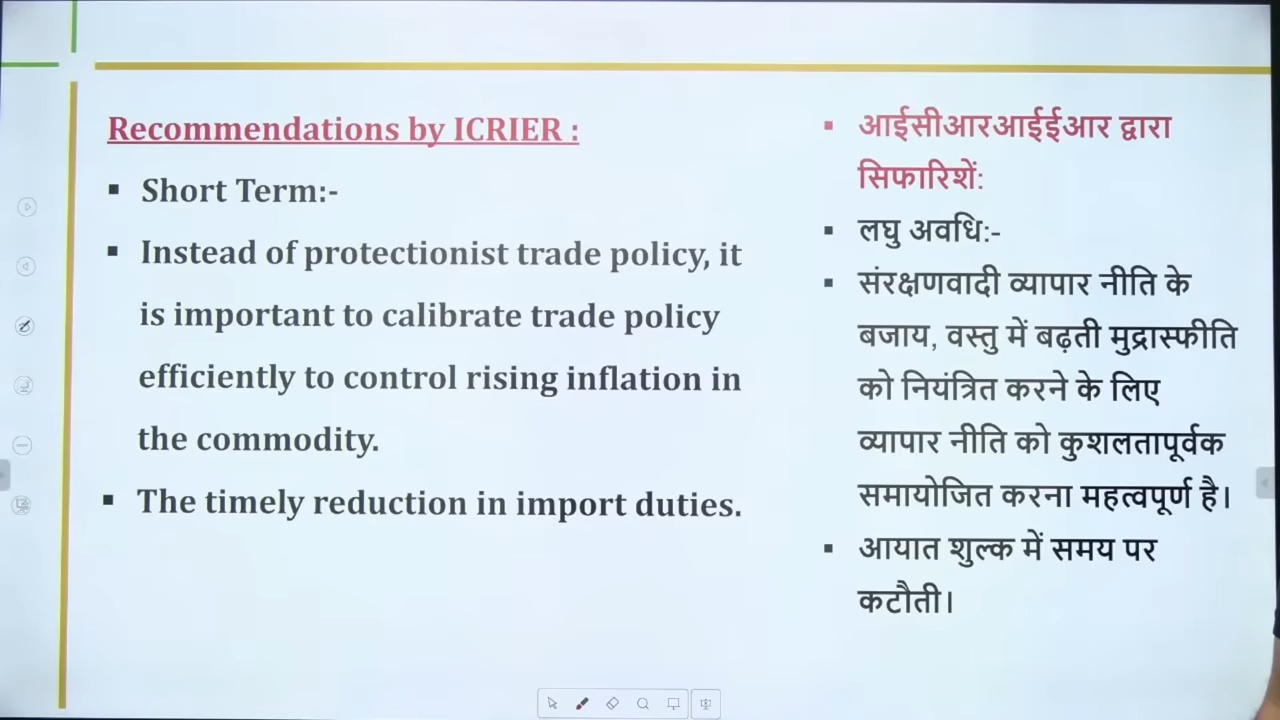 Recommendations by ICRIER :
▪ Short Term:-
▪ Instead of protectionist trade policy, it
is important to calibrate trade policy
efficiently to control rising inflation in
the commodity.
▪ The timely reduction in import duties.
▪ आईसीआरआईईआर द्वारा
सिफारिशें:
▪ लघु अवधि:-
▪ संरक्षणवादी व्यापार नीति के
बजाय, वस्तु में बढ़ती मुद्रास्फीति
को नियंत्रित करने के लिए
व्यापार नीति को कुशलतापूर्वक
समायोजित करना महत्वपूर्ण है।
▪ आयात शुल्क में समय पर
कटौती।